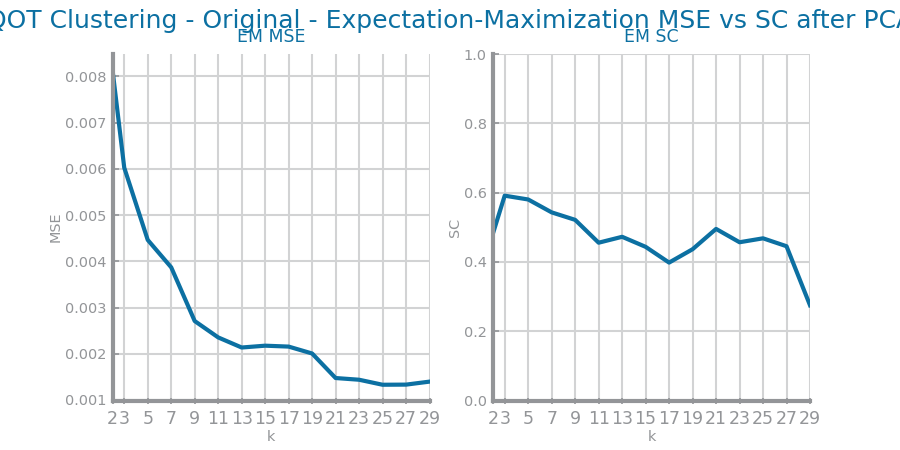 QOT Clustering - Original - Expectation-Maximization MSE vs SC after PCA
EM MSE
EM SC
0.008
0.007
0.006
0.005
0.004
0.003
0.002
0.001
MSE
2 3 5 7 9 11 13 15 17 19 21 23 25 27 29
k
1.0
0.8
0.6
0.4
0.2
0.0
SC
2 3 5 7 9 11 13 15 17 19 21 23 25 27 29
k